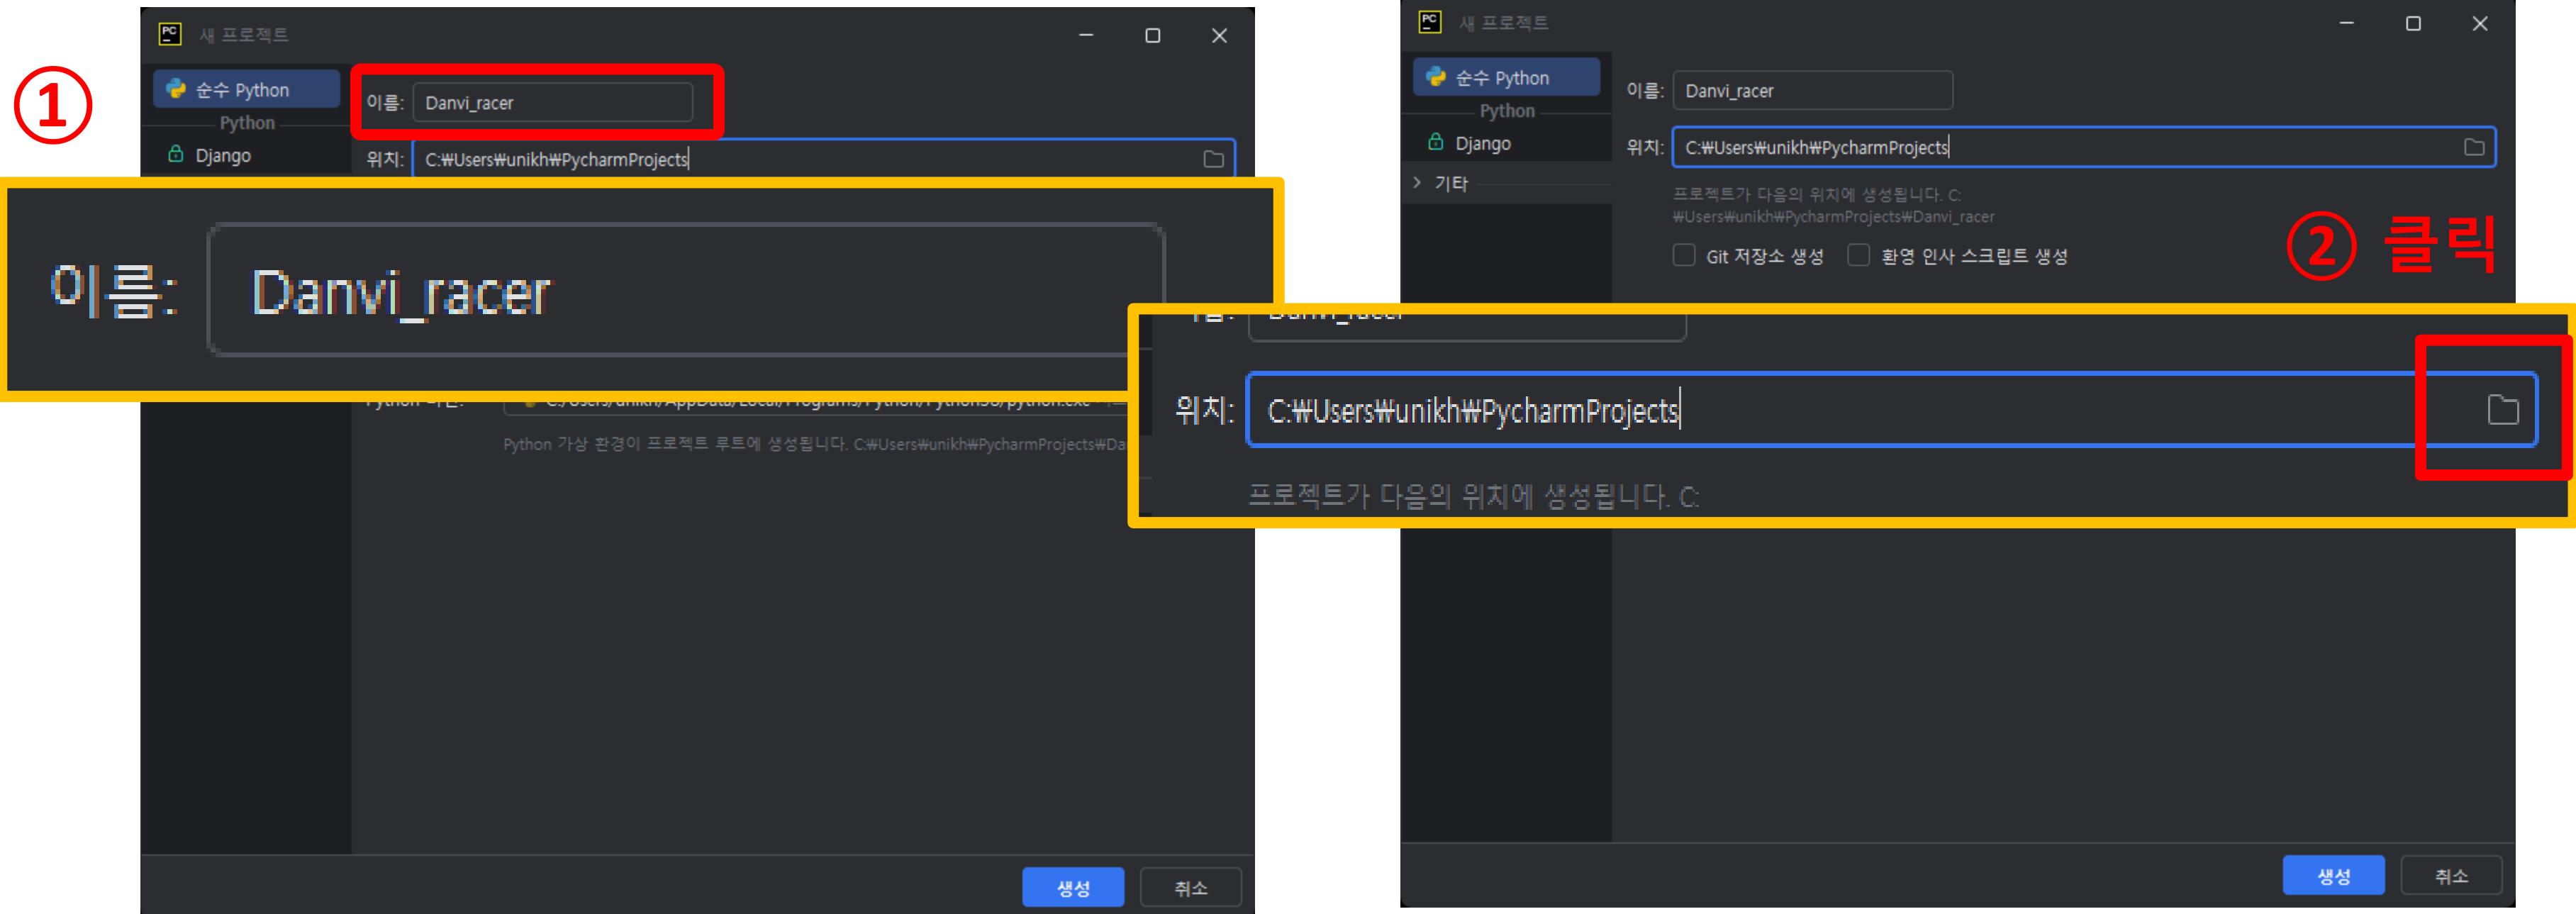 ①
PC 새 프로젝트
순수 Python
Python
Django
이름: Danvi_racer
위치: C:₩Users₩unikh₩PycharmProjects
이름: Danvi_racer
Python 가상 환경이 프로젝트 루트에 생성됩니다. C:₩Users₩unikh₩PycharmProjects₩Da
생성
취소
PC 새 프로젝트
순수 Python
Python
Django
기타
이름: Danvi_racer
위치: C:₩Users₩unikh₩PycharmProjects
프로젝트가 다음의 위치에 생성됩니다. C:
₩Users₩unikh₩PycharmProjects₩Danvi_racer
Git 저장소 생성 환영 인사 스크립트 생성
② 클릭
위치: C:₩Users₩unikh₩PycharmProjects
프로젝트가 다음의 위치에 생성됩니다. C:
생성
취소